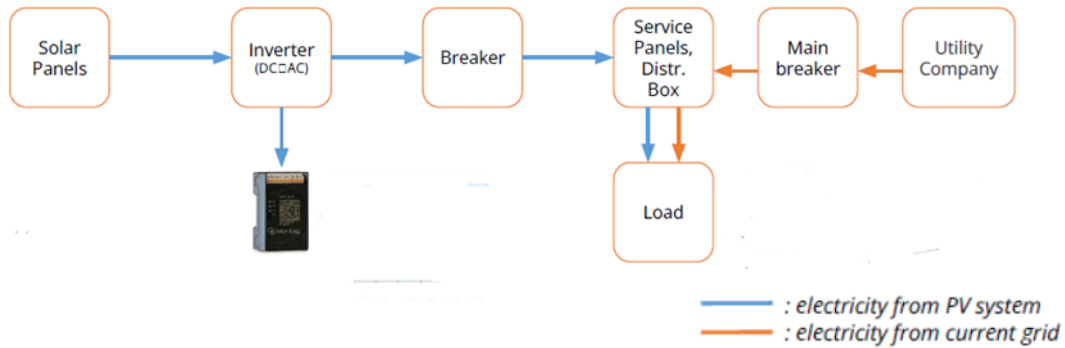 Solar
Panels
Inverter
(DC□AC)
Breaker
Service
Panels,
Distr.
Box
Main
breaker
Utility
Company
Load
: electricity from PV system
: electricity from current grid